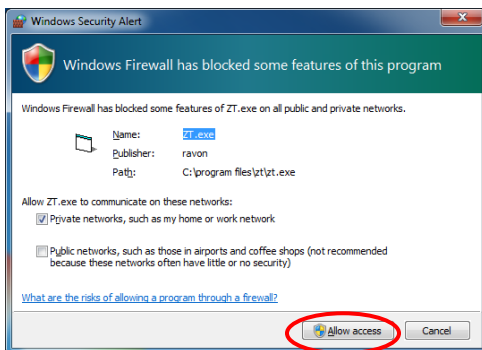 Windows Security Alert
Windows Firewall has blocked some features of this program
Windows Firewall has blocked some features of ZT.exe on all public and private networks.
Name: ZT.exe
Publisher: ravon
Path: C:\program files\zt\zt.exe
Allow ZT.exe to communicate on these networks:
Private networks, such as my home or work network
Public networks, such as those in airports and coffee shops (not recommended
because these networks often have little or no security)
What are the risks of allowing a program through a firewall?
Allow access Cancel